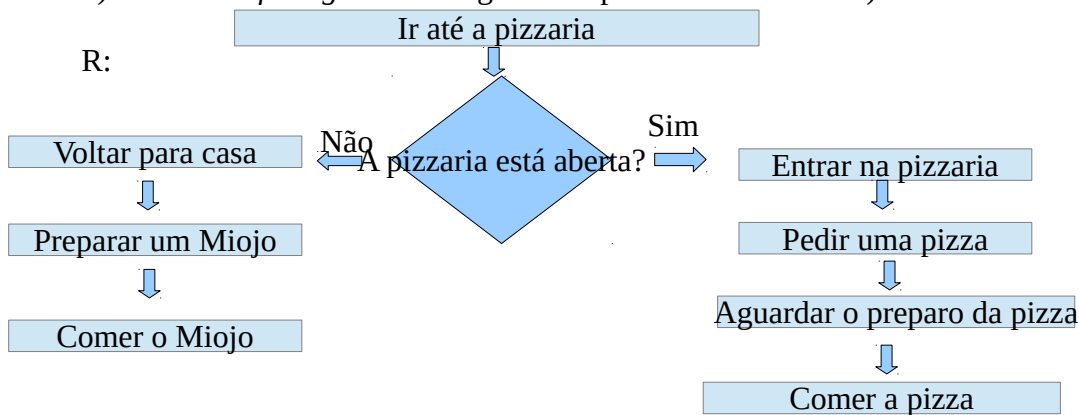 Ir até a pizzaria
R:
Não
Sim
A pizzaria está aberta?
Voltar para casa
Preparar um Miojo
Comer o Miojo
Entrar na pizzaria
Pedir uma pizza
Aguardar o preparo da pizza
Comer a pizza